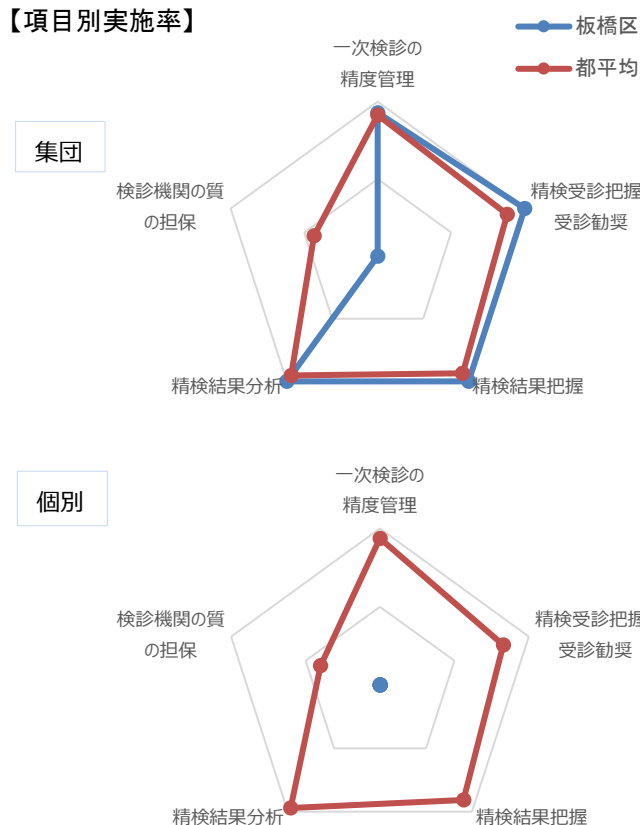 【項目別実施率】
板橋区
都平均
集団
一次検診の
精度管理
精検受診把握
受診勧奨
精検結果把握
精検結果分析
検診機関の質
の担保
個別
一次検診の
精度管理
精検受診把握
受診勧奨
精検結果把握
精検結果分析
検診機関の質
の担保